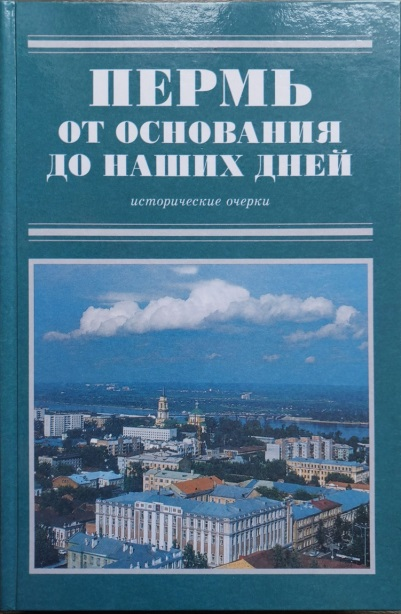 ПЕРМЬ
ОТ ОСНОВАНИЯ
ДО НАШИХ ДНЕЙ
исторические очерки